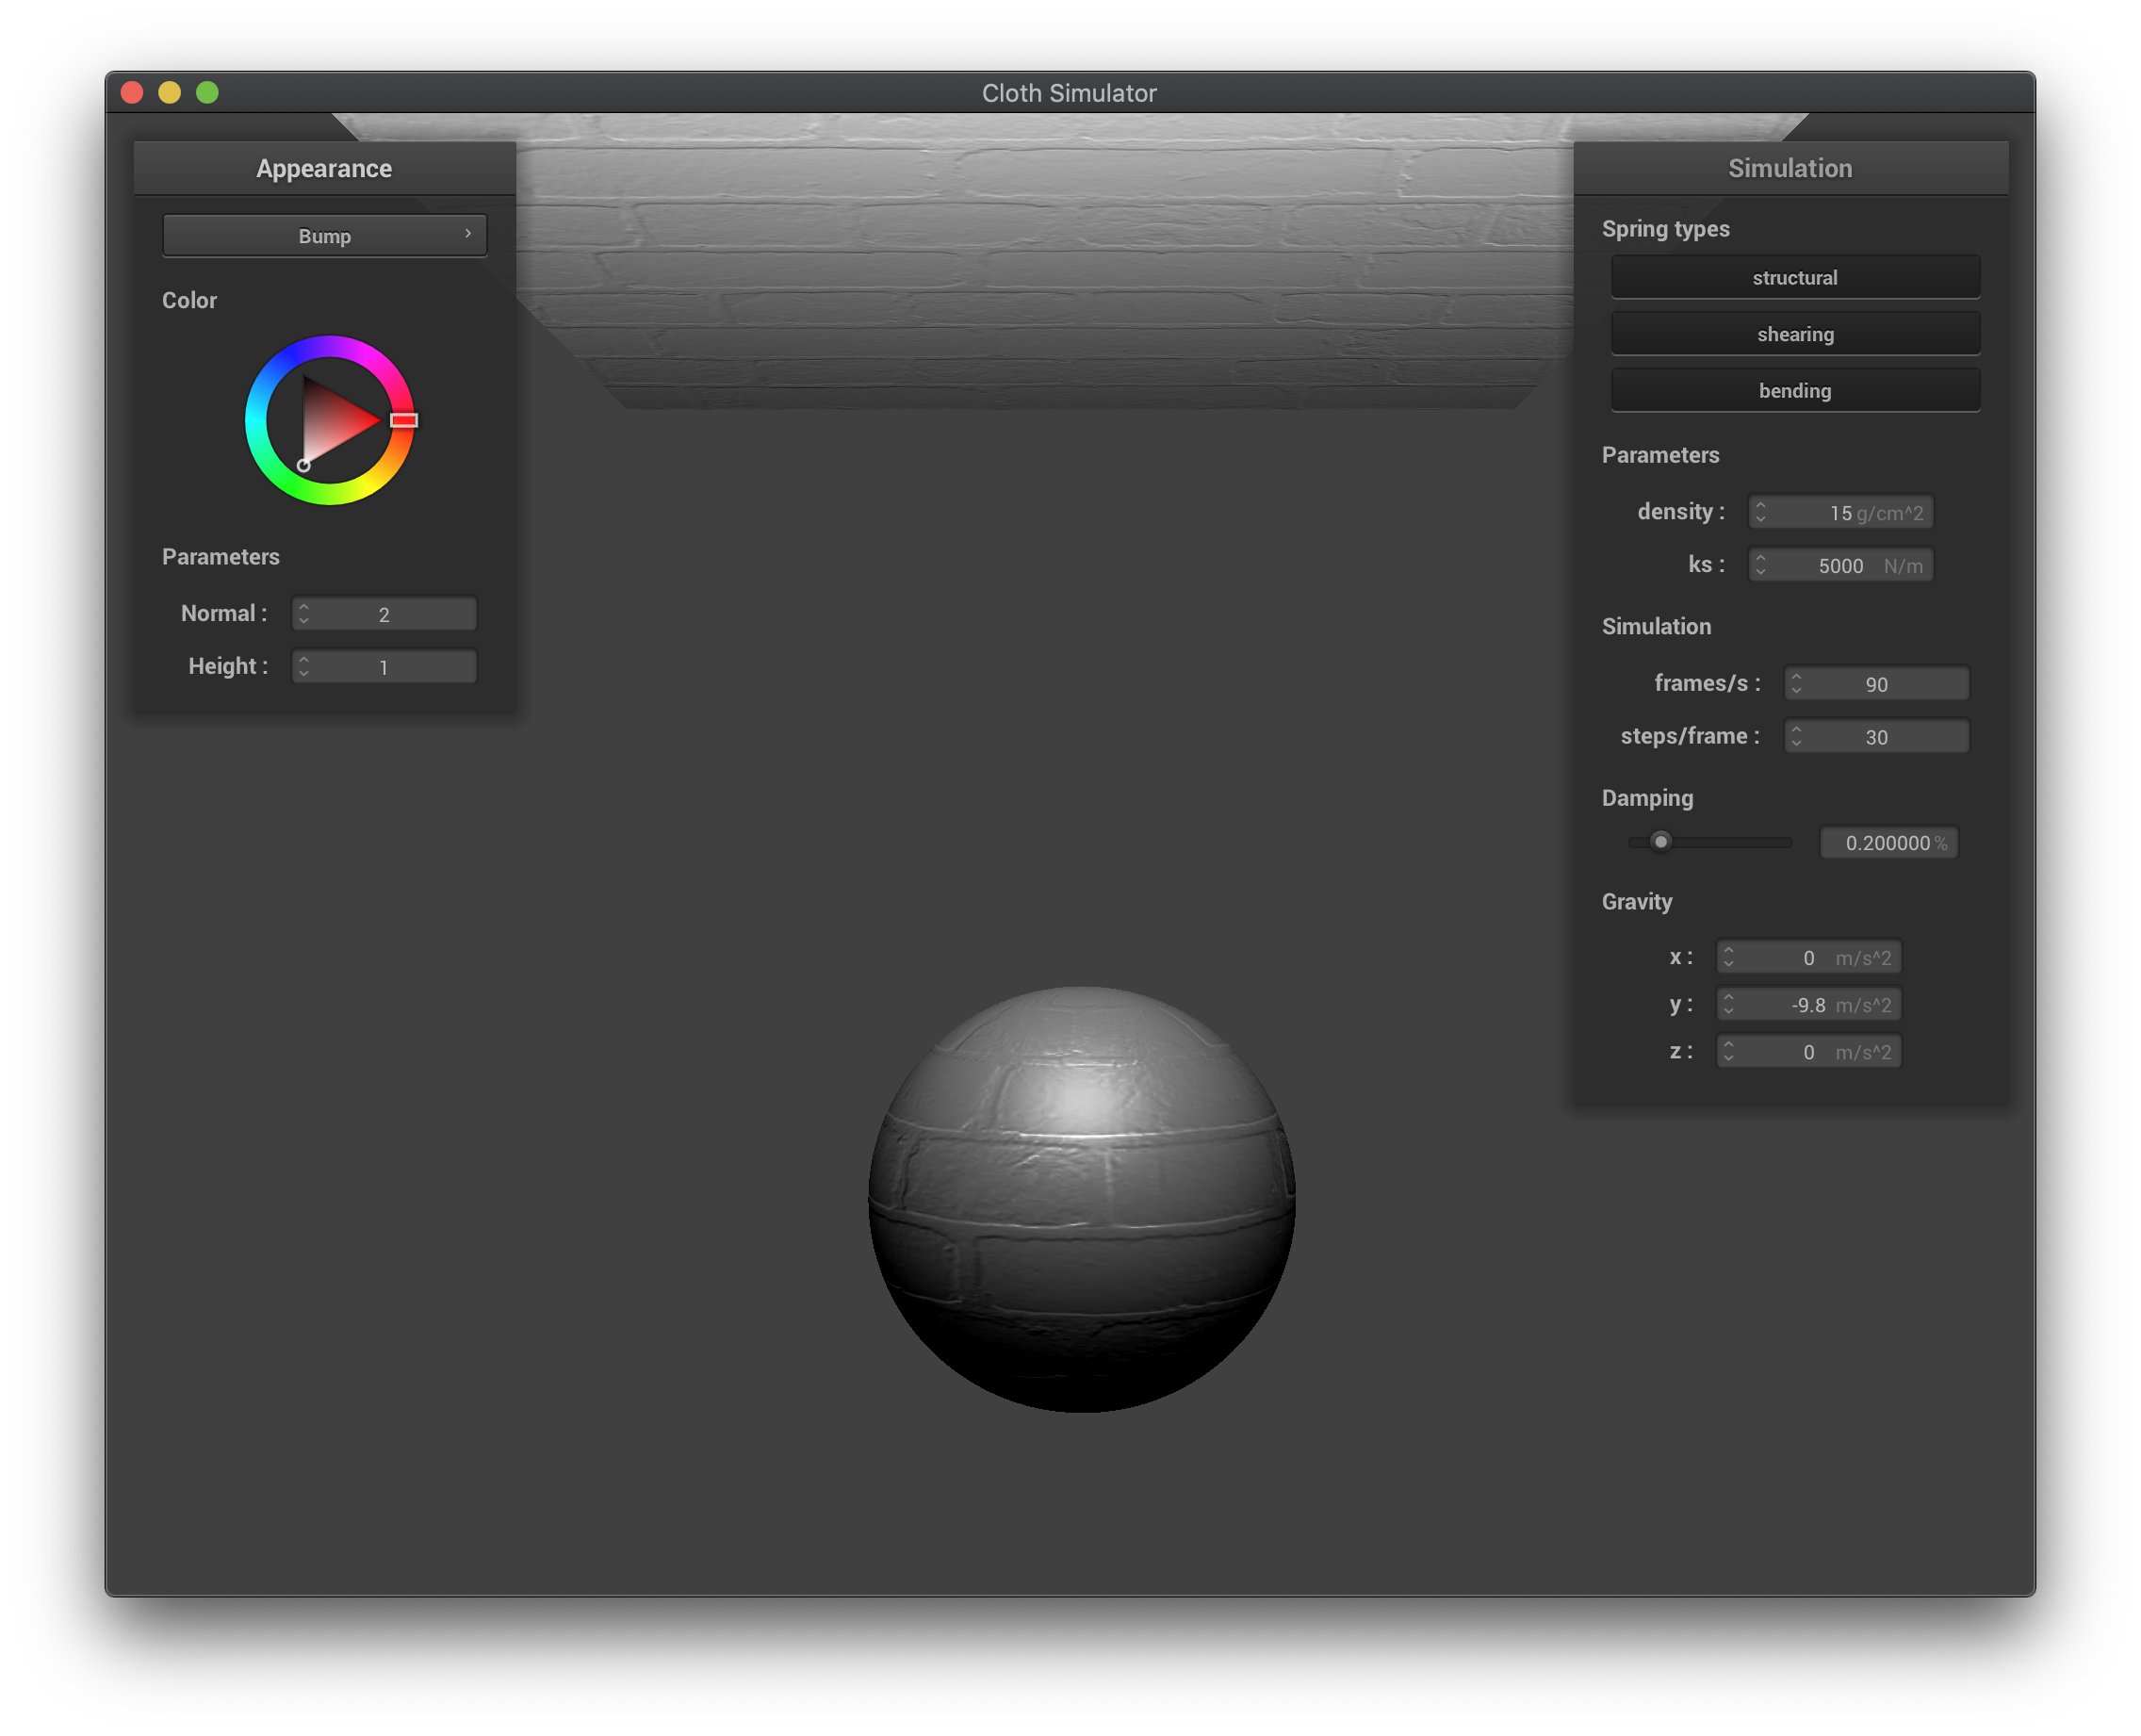 Cloth Simulator
Appearance
Bump
Color
Parameters
Normal : 2
Height : 1
Simulation
Spring types
structural
shearing
bending
Parameters
density : 15 g/cm^2
ks : 5000 N/m
Simulation
frames/s : 90
steps/frame : 30
Damping
0.200000 %
Gravity
x : 0 m/s^2
y : -9.8 m/s^2
z : 0 m/s^2